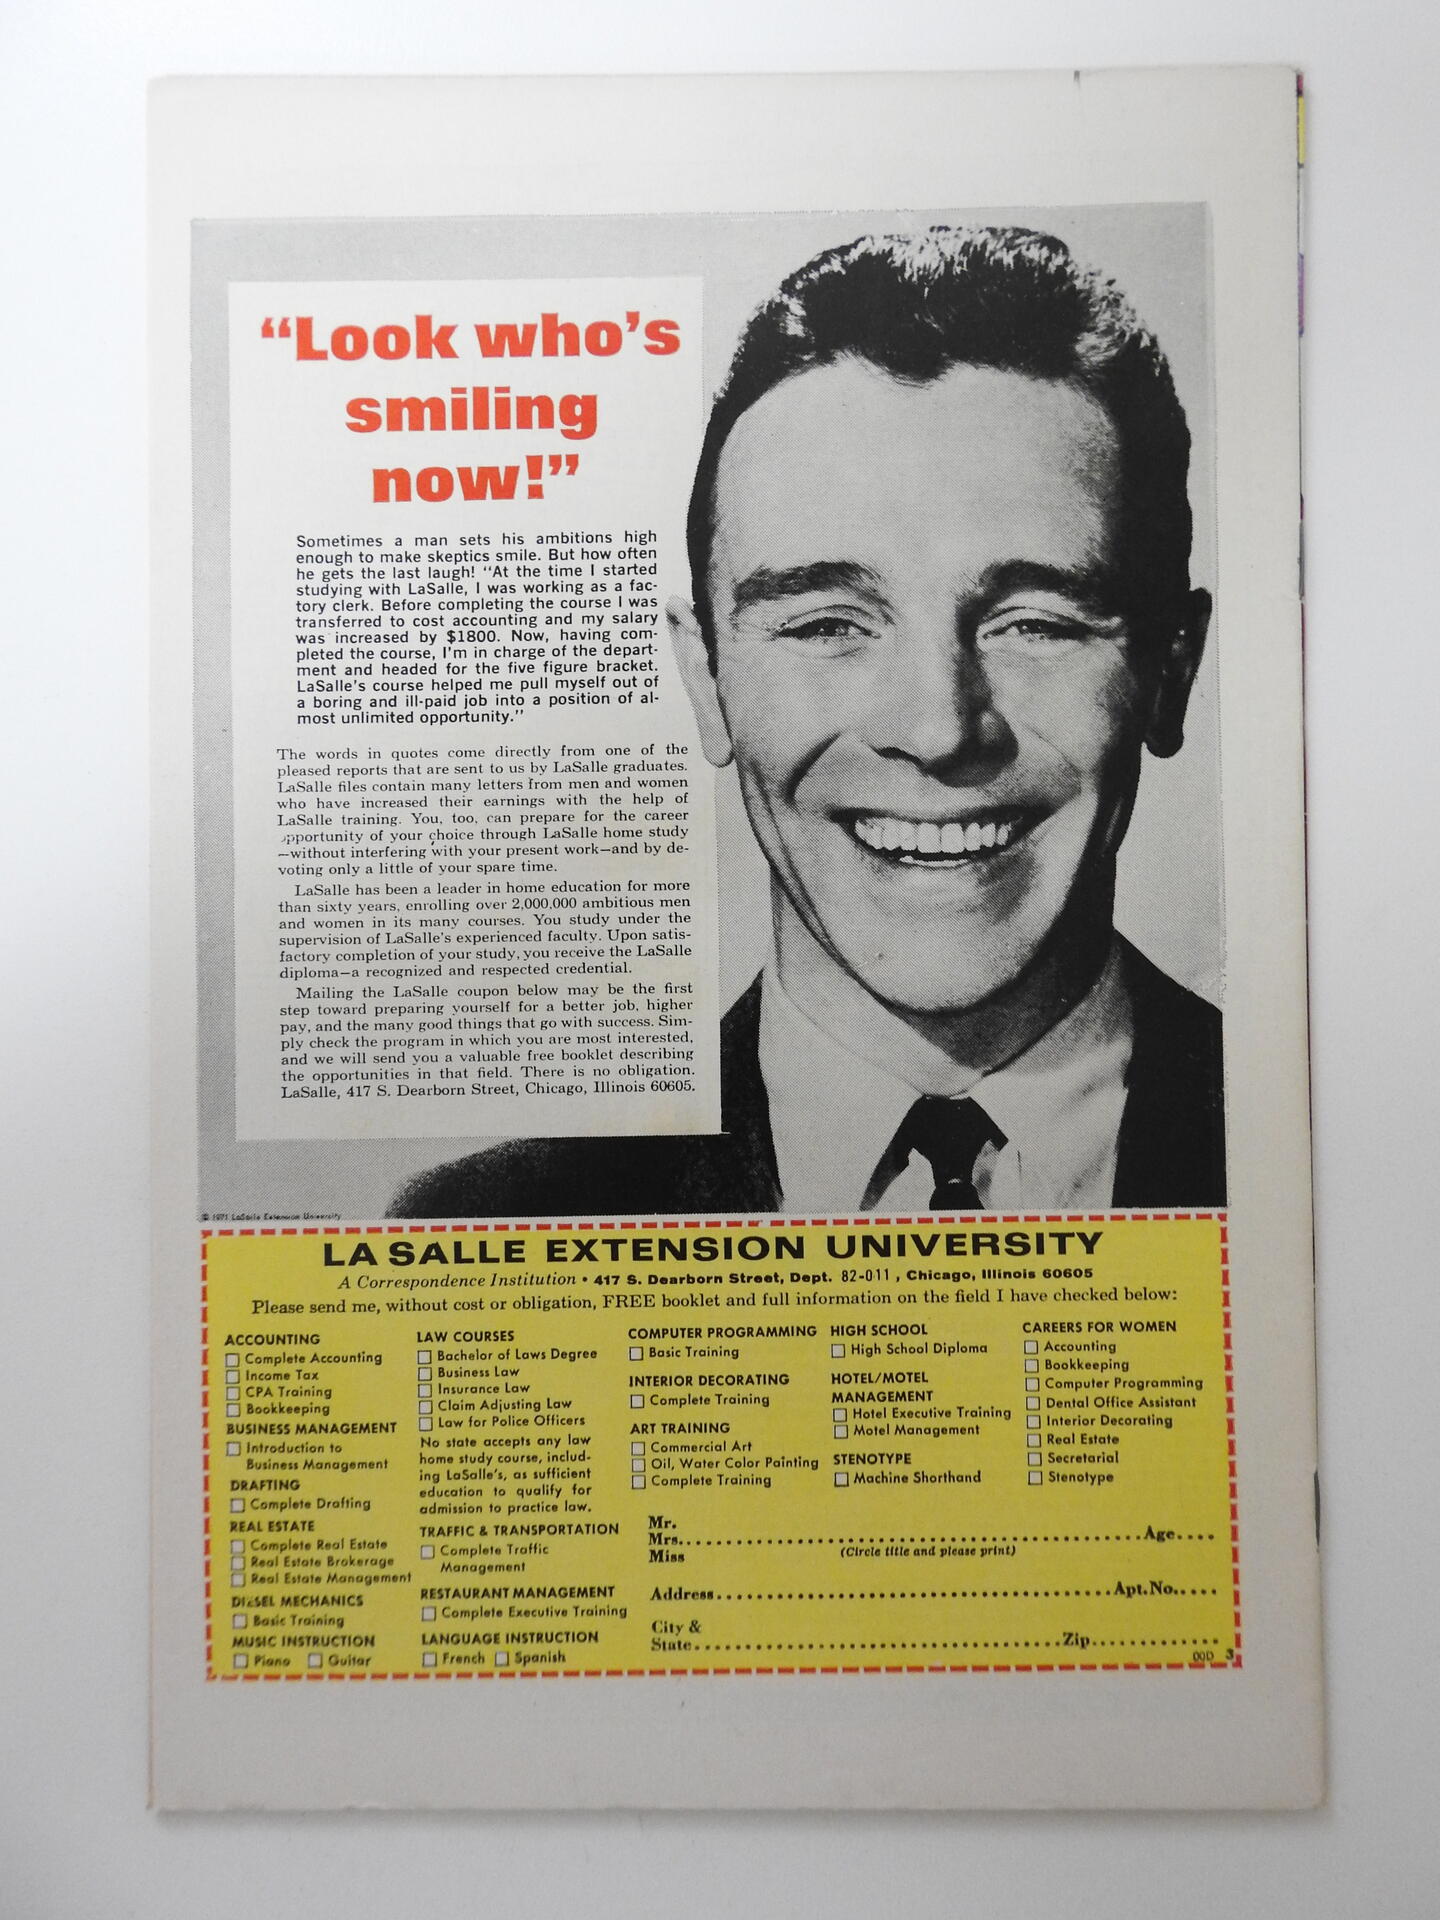 “Look who’s
smiling
now!”
Sometimes a man sets his ambitions high
enough to make skeptics smile. But how often
he gets the last laugh! “At the time I started
studying with LaSalle, I was working as a fac-
tory clerk. Before completing the course I was
transferred to cost accounting and my salary
was increased by $1800. Now, having com-
pleted the course, I’m in charge of the depart-
ment and headed for the five figure bracket.
LaSalle’s course helped me pull myself out of
a boring and ill-paid job into a position of al-
most unlimited opportunity.”
The words in quotes come directly from one of the
pleased reports that are sent to us by LaSalle graduates.
LaSalle files contain many letters from men and women
who have increased their earnings with the help of
LaSalle training. You, too, can prepare for the career
opportunity of your choice through LaSalle home study
—without interfering with your present work—and by de-
voting only a little of your spare time.
LaSalle has been a leader in home education for more
than sixty years, enrolling over 2,000,000 ambitious men
and women in its many courses. You study under the
supervision of LaSalle’s experienced faculty. Upon satis-
factory completion of your study, you receive the LaSalle
diploma—a recognized and respected credential.
Mailing the LaSalle coupon below may be the first
step toward preparing yourself for a better job, higher
pay, and the many good things that go with success. Sim-
ply check the program in which you are most interested,
and we will send you a valuable free booklet describing
the opportunities in that field. There is no obligation.
LaSalle, 417 S. Dearborn Street, Chicago, Illinois 60605.
© 1971 LaSalle Extension University
LA SALLE EXTENSION UNIVERSITY
A Correspondence Institution • 417 S. Dearborn Street, Dept. 82-011, Chicago, Illinois 60605
Please send me, without cost or obligation, FREE booklet and full information on the field I have checked below:
ACCOUNTING
Complete Accounting
Income Tax
CPA Training
Bookkeeping
BUSINESS MANAGEMENT
Introduction to
Business Management
DRAFTING
Complete Drafting
REAL ESTATE
Complete Real Estate
Real Estate Brokerage
Real Estate Management
DIESEL MECHANICS
Basic Training
MUSIC INSTRUCTION
Piano Guitar
LAW COURSES
Bachelor of Laws Degree
Business Law
Insurance Law
Claim Adjusting Law
Law for Police Officers
No state accepts any law
home study course, includ-
ing LaSalle’s, as sufficient
education to qualify for
admission to practice law.
TRAFFIC & TRANSPORTATION
Complete Traffic
Management
RESTAURANT MANAGEMENT
Complete Executive Training
LANGUAGE INSTRUCTION
French Spanish
COMPUTER PROGRAMMING
Basic Training
INTERIOR DECORATING
Complete Training
ART TRAINING
Commercial Art
Oil, Water Color Painting
Complete Training
HIGH SCHOOL
High School Diploma
HOTEL/MOTEL
MANAGEMENT
Hotel Executive Training
Motel Management
STENOTYPE
Machine Shorthand
CAREERS FOR WOMEN
Accounting
Bookkeeping
Computer Programming
Dental Office Assistant
Interior Decorating
Real Estate
Secretarial
Stenotype
Mr.
Mrs. Age
Miss (Circle title and please print)
Address Apt.No.
City &
State Zip
00D 3